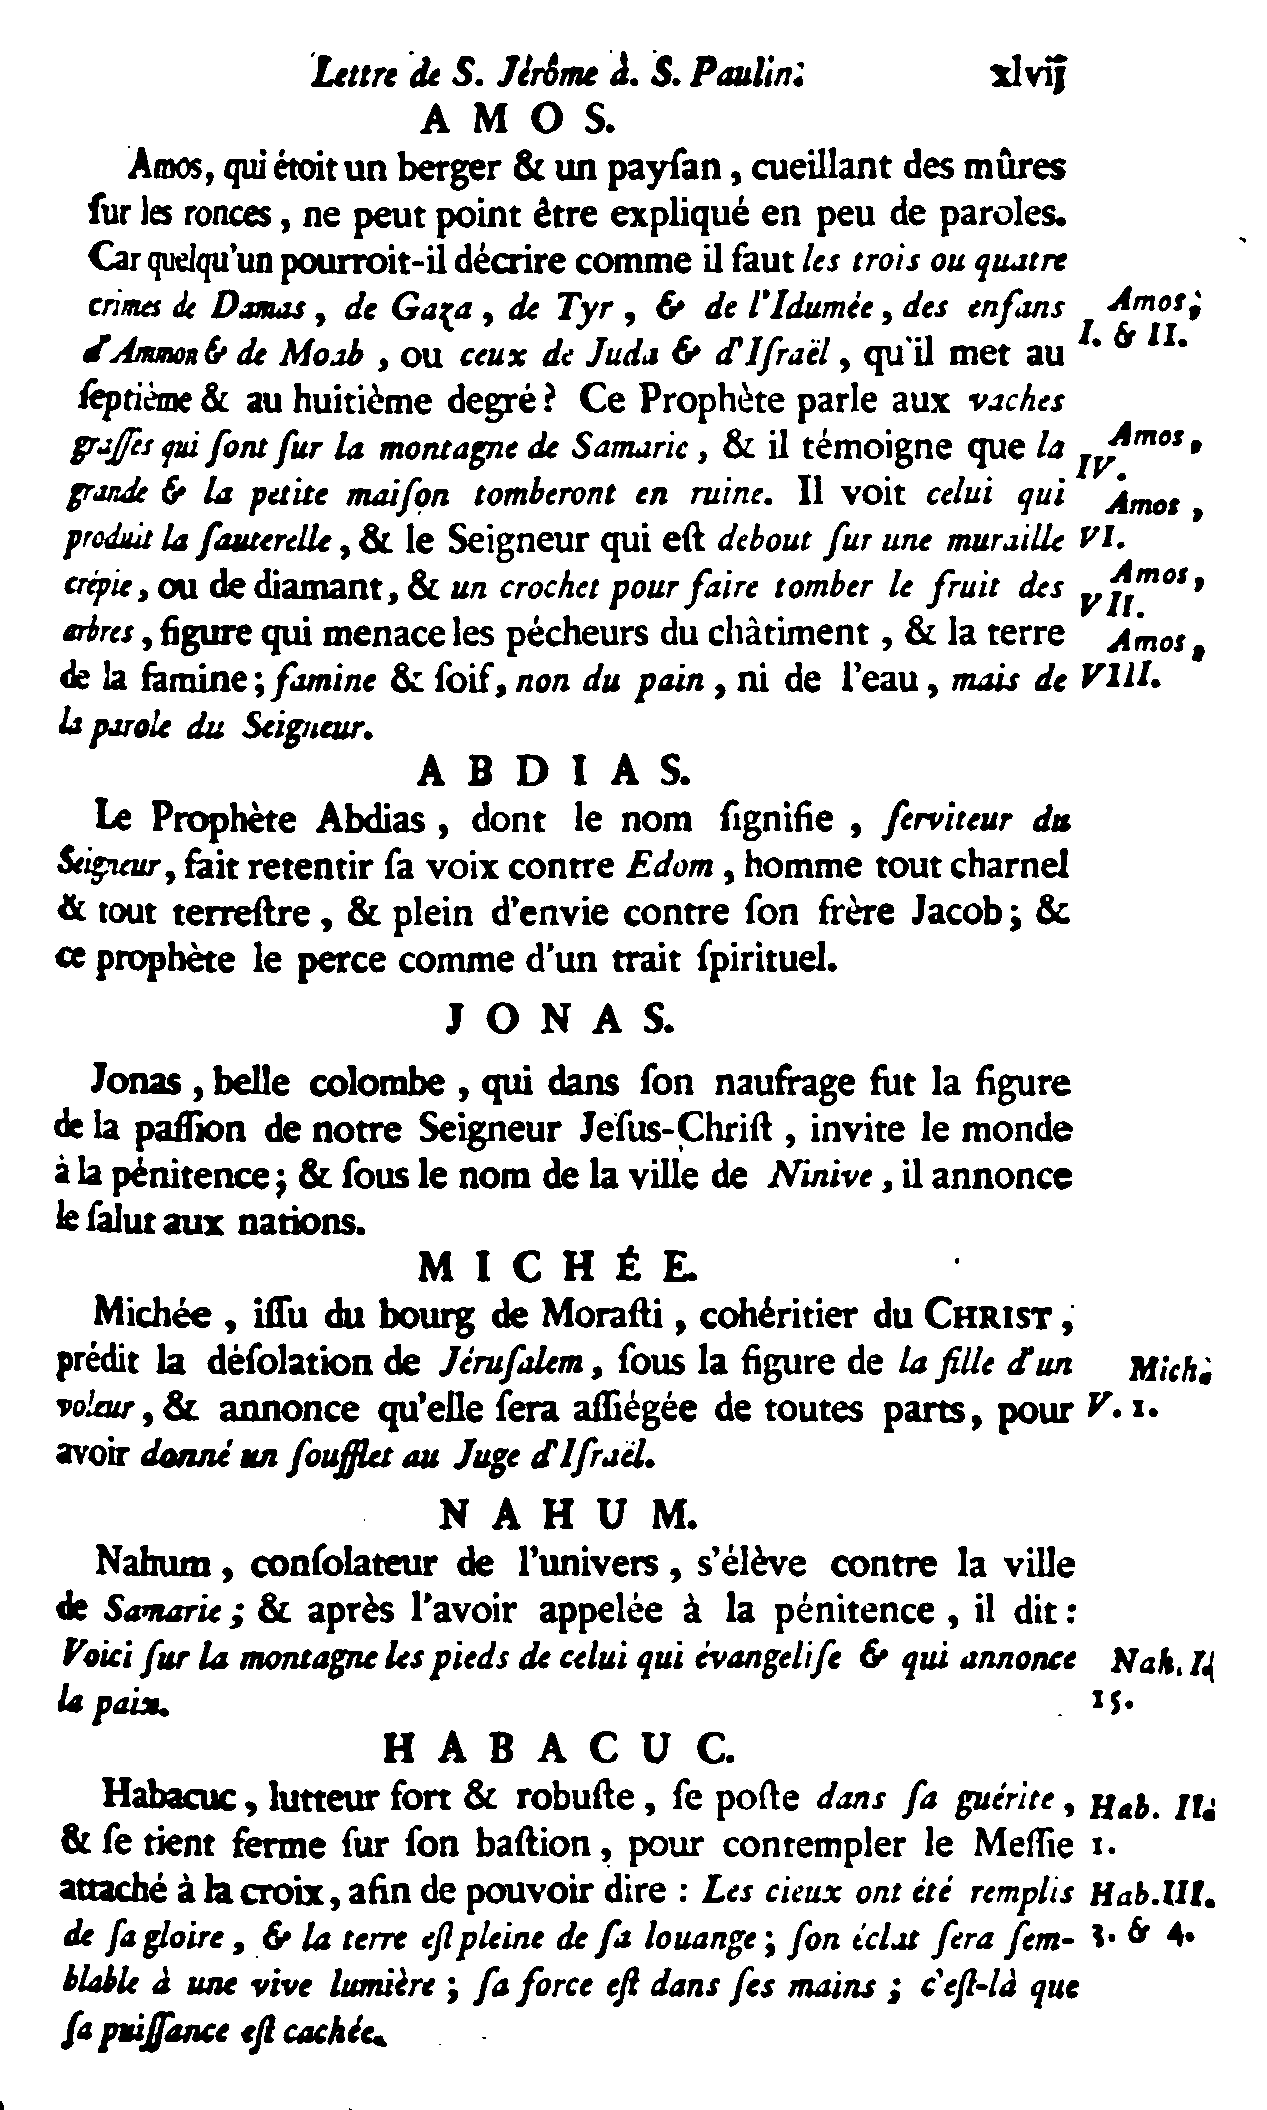 Lettre de S. Jérôme à S. Paulin. xlvij
AMOS.
Amos, qui étoit un berger & un payſan, cueillant des mûres
ſur les ronces, ne peut point être expliqué en peu de paroles.
Car quelqu'un pourroit-il décrire comme il faut les trois ou quatre
crimes de Damas, de Gaza, de Tyr, & de l'Idumée, des enfans
Amos,
d'Ammon & de Moab, ou ceux de Juda & d'Iſraël, qu'il met au
I. & II.
ſeptième & au huitième degré? Ce Prophète parle aux vaches
graſſes qui ſont ſur la montagne de Samarie, & il témoigne que la
Amos,
IV.
grande & la petite maiſon tomberont en ruine. Il voit celui qui
Amos,
produit la ſauterelle, & le Seigneur qui eſt debout ſur une muraille
VI.
crépie, ou de diamant, & un crochet pour faire tomber le fruit des
Amos,
VII.
arbres, figure qui menace les pécheurs du châtiment, & la terre
Amos,
de la famine; famine & ſoif, non du pain, ni de l'eau, mais de
VIII.
la parole du Seigneur.
ABDIAS.
Le Prophète Abdias, dont le nom ſignifie, ſerviteur du
Seigneur, fait retentir ſa voix contre Edom, homme tout charnel
& tout terreſtre, & plein d'envie contre ſon frère Jacob; &
ce prophète le perce comme d'un trait ſpirituel.
JONAS.
Jonas, belle colombe, qui dans ſon naufrage fut la figure
de la paſſion de notre Seigneur Jeſus-Chriſt, invite le monde
à la pénitence; & ſous le nom de la ville de Ninive, il annonce
le ſalut aux nations.
MICHÉE.
Michée, iſſu du bourg de Moraſti, cohéritier du CHRIST,
prédit la déſolation de Jéruſalem, ſous la figure de la fille d'un
Mich.
voleur, & annonce qu'elle ſera aſſiégée de toutes parts, pour
V. 1.
avoir donné un ſoufflet au Juge d'Iſraël.
NAHUM.
Nahum, conſolateur de l'univers, s'élève contre la ville
de Samarie; & après l'avoir appelée à la pénitence, il dit:
Voici ſur la montagne les pieds de celui qui évangeliſe & qui annonce
Nah. I.
la paix.
15.
HABACUC.
Habacuc, lutteur fort & robuſte, ſe poſte dans ſa guérite,
Hab. II.
& ſe tient ferme ſur ſon baſtion, pour contempler le Meſſie
1.
attaché à la croix, afin de pouvoir dire : Les cieux ont été remplis
Hab. III.
de ſa gloire, & la terre eſt pleine de ſa louange; ſon éclat ſera ſem-
3. & 4.
blable à une vive lumière; ſa force eſt dans ſes mains; c'eſt-là que
ſa puiſſance eſt cachée.